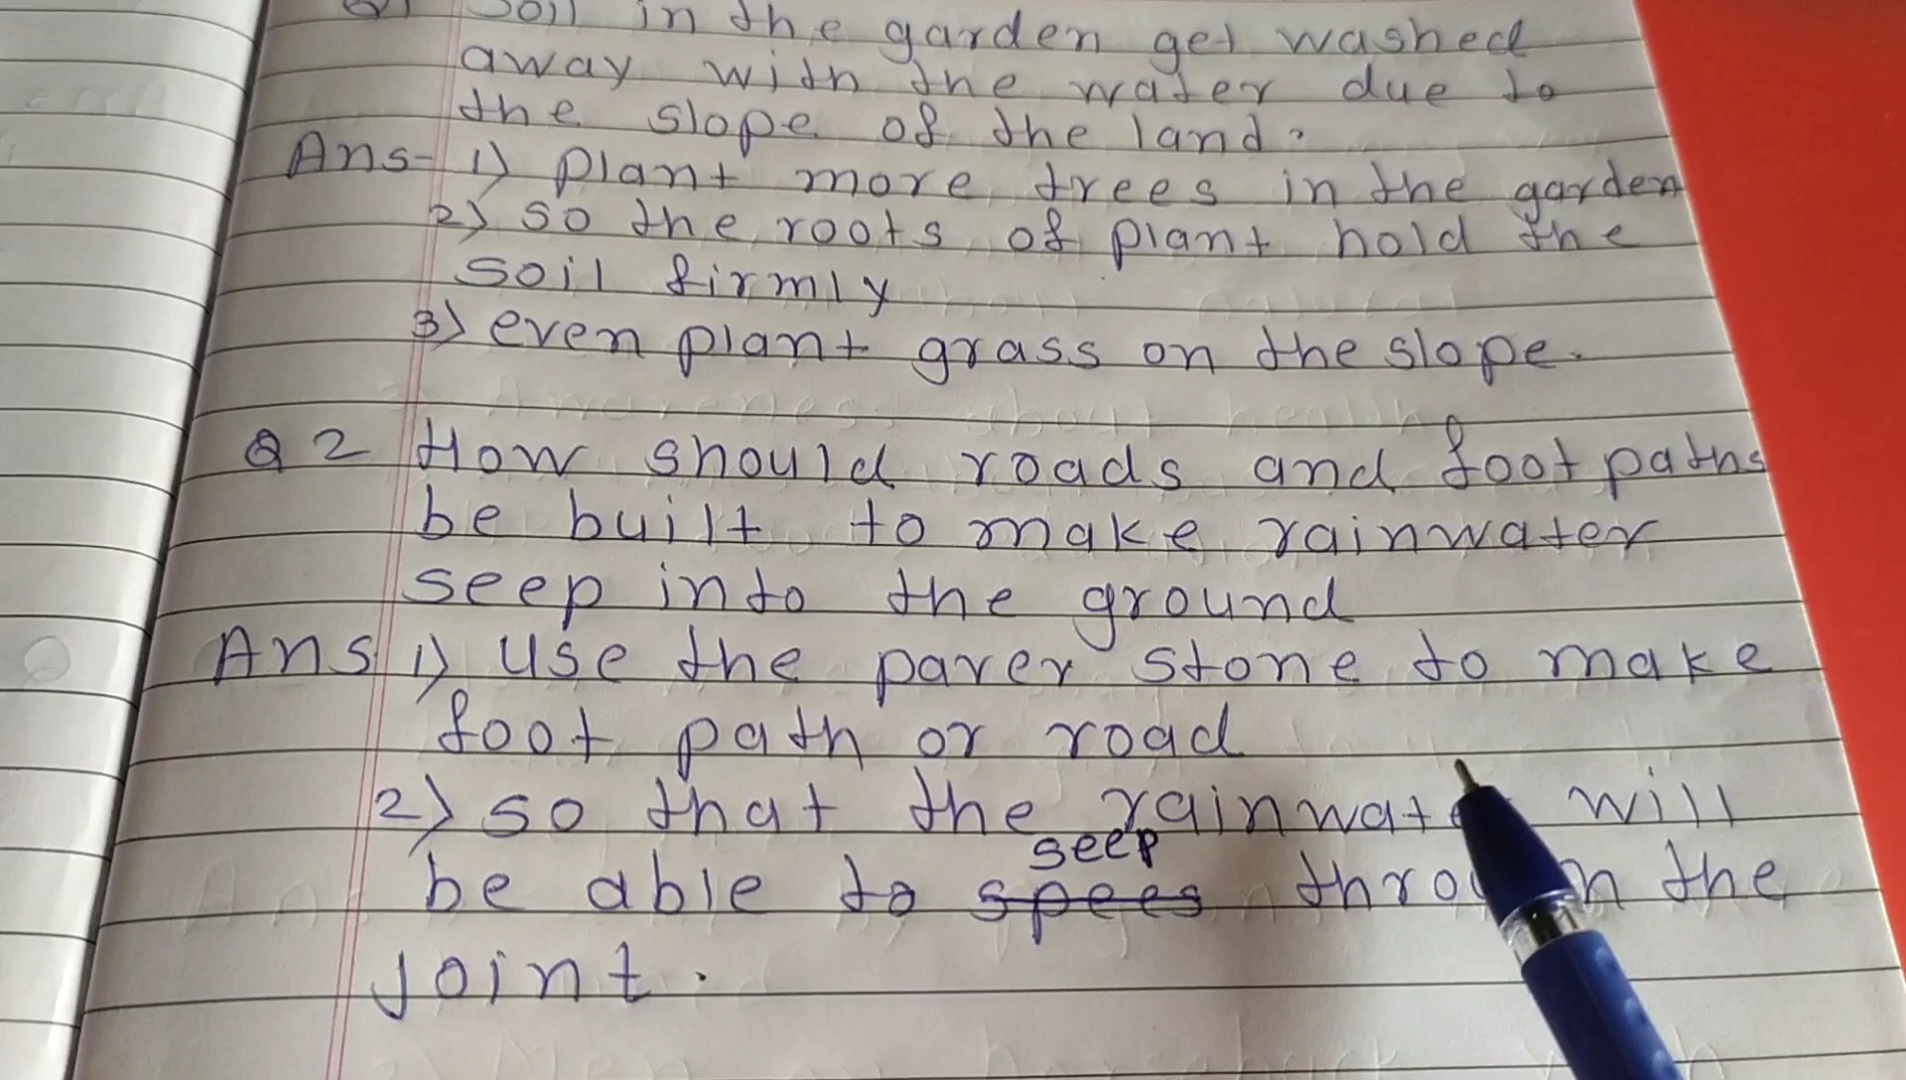 Soil in the garden get washed
away with the water due to
the slope of the land?
Ans- 1) plant more trees in the garden
2) so the roots of plant hold the
soil firmly
3) even plant grass on the slope.
Q2 How should roads and foot paths
be built to make rainwater
seep into the ground
Ans 1) use the paver stone to make
foot path or road
2) so that the rainwater will
seep
be able to spees through the
joint.